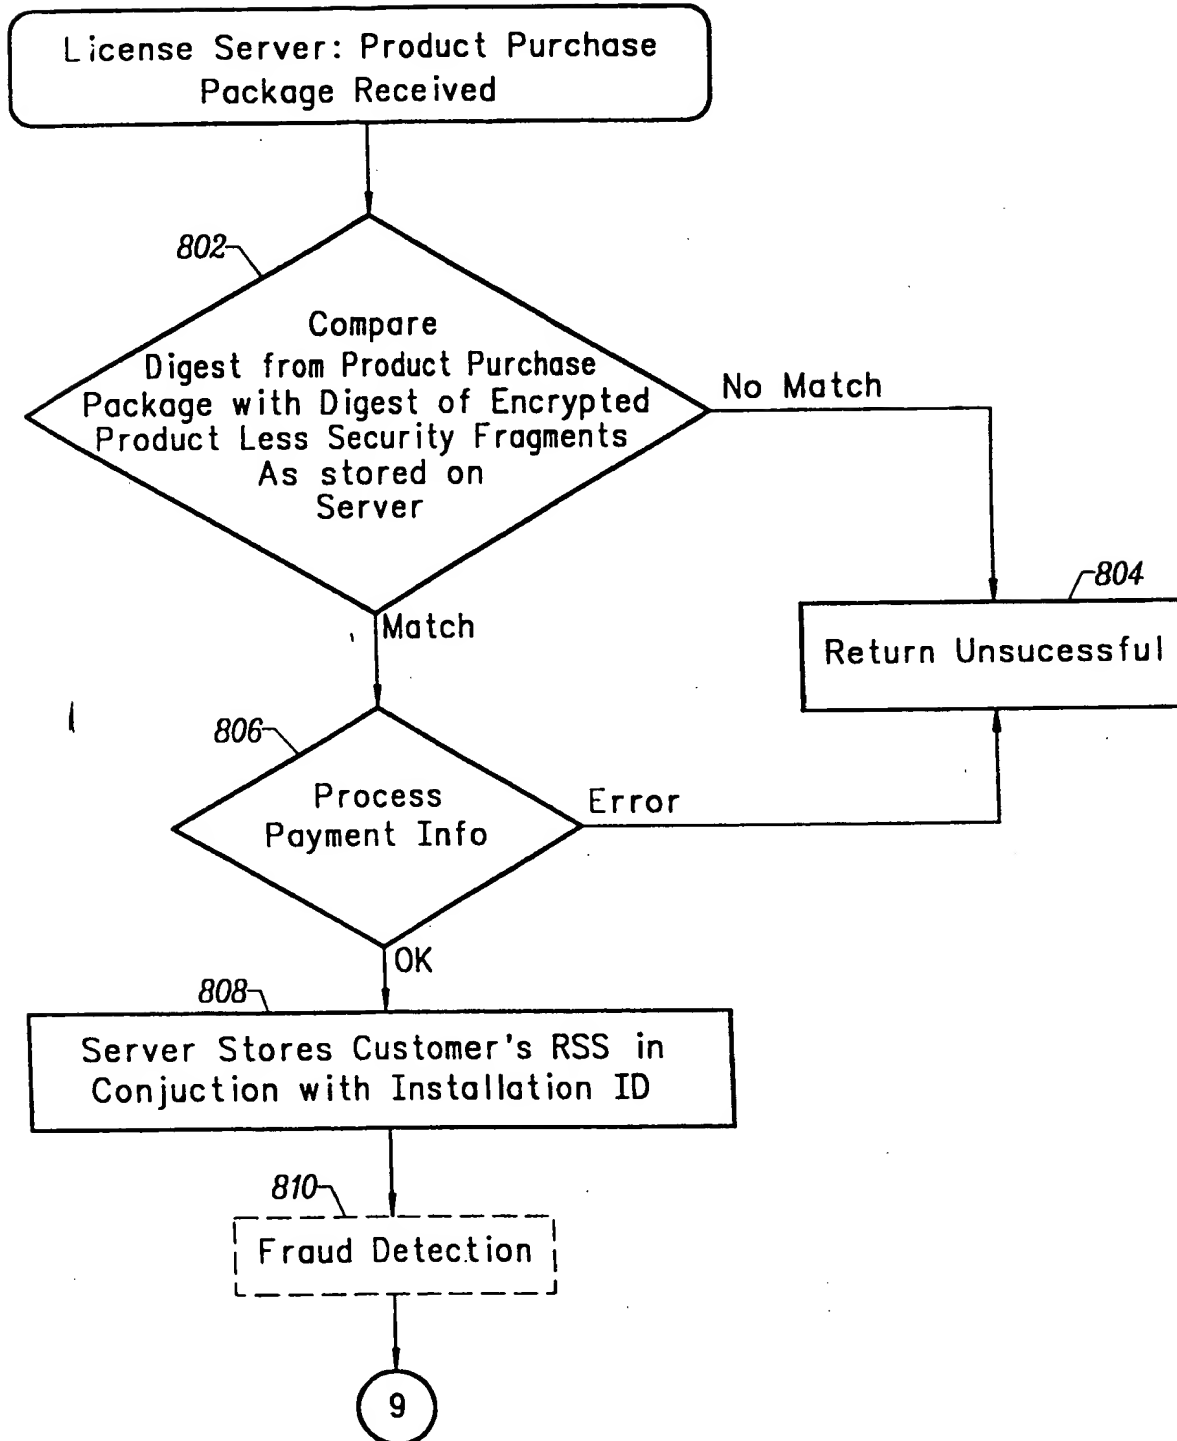 License Server: Product Purchase
Package Received
802
Compare
Digest from Product Purchase
Package with Digest of Encrypted
Product Less Security Fragments
As stored on
Server
No Match
804
Return Unsucessful
Match
806
Process
Payment Info
Error
OK
808
Server Stores Customer's RSS in
Conjuction with Installation ID
810
Fraud Detection
9